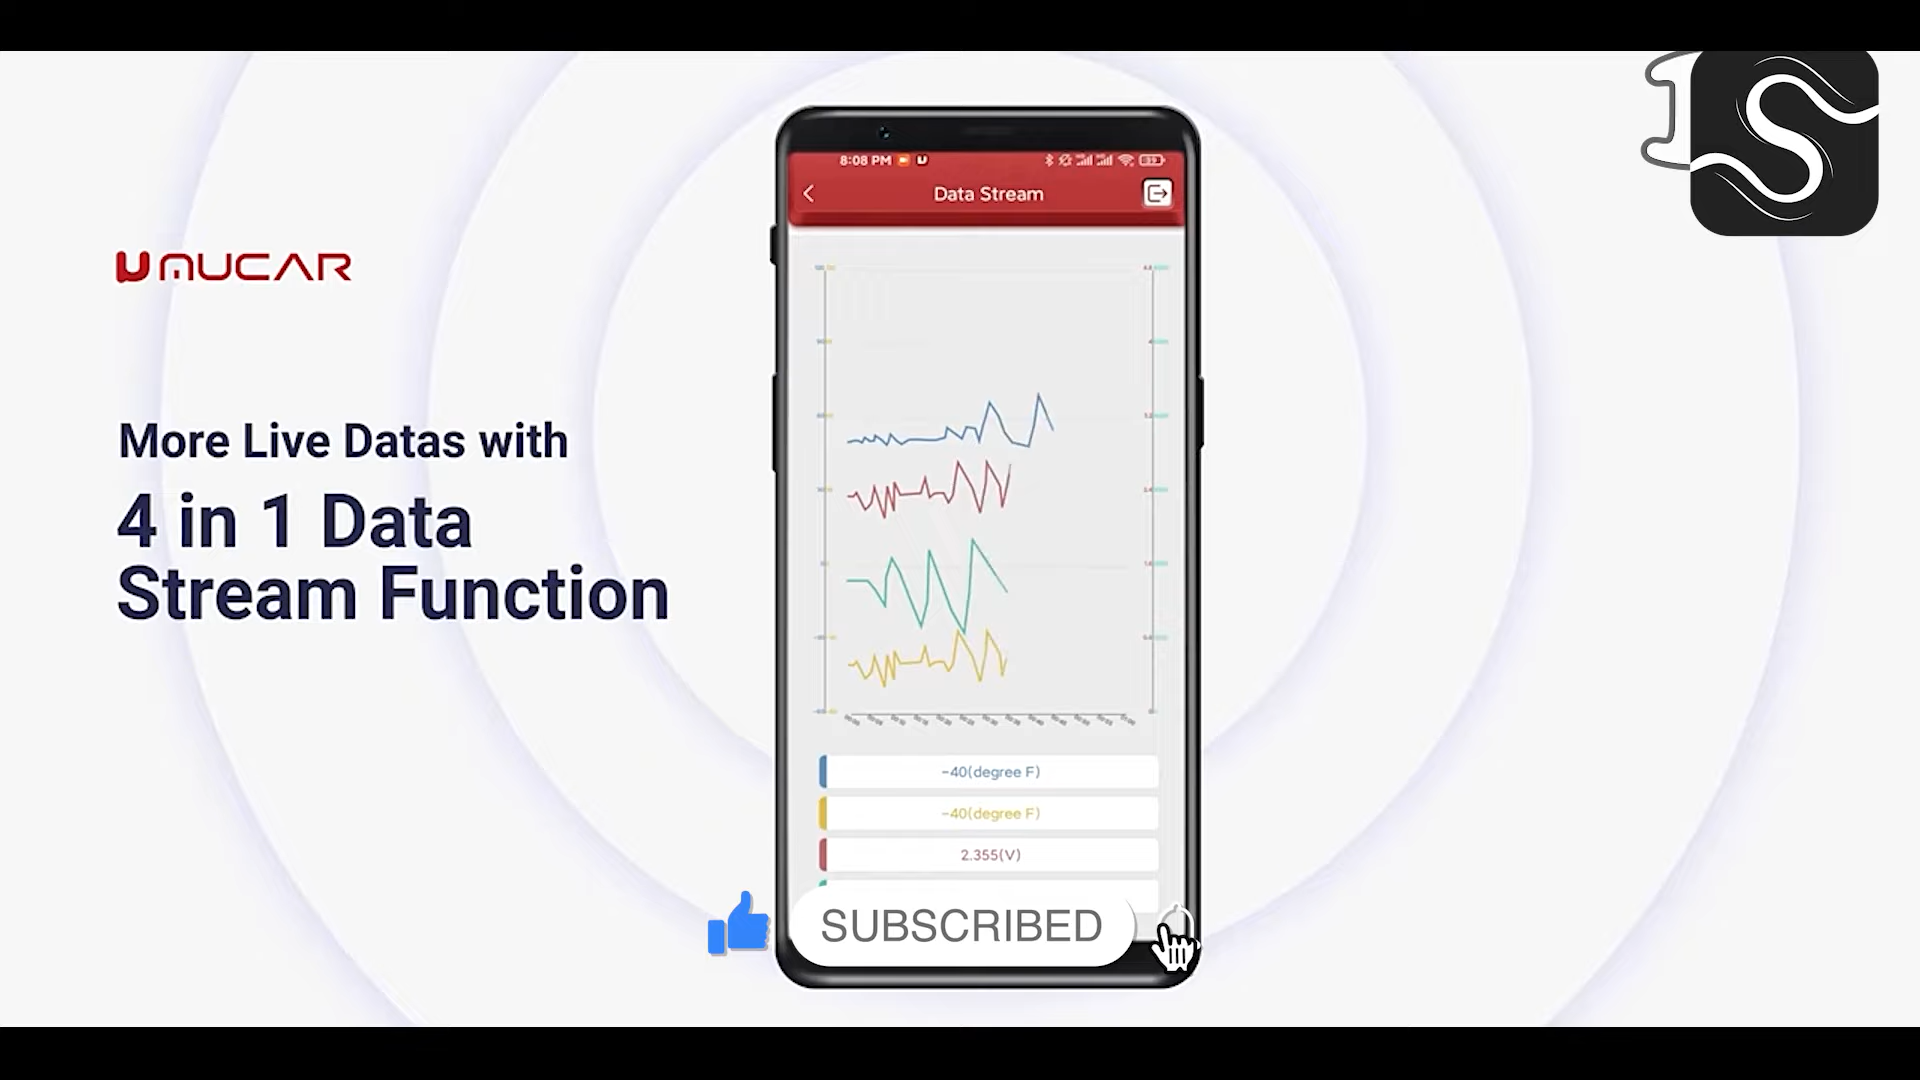 MUCAR
More Live Datas with
4 in 1 Data
Stream Function
8:08 PM
Data Stream
-40(degree F)
-40(degree F)
2.355(V)
SUBSCRIBED